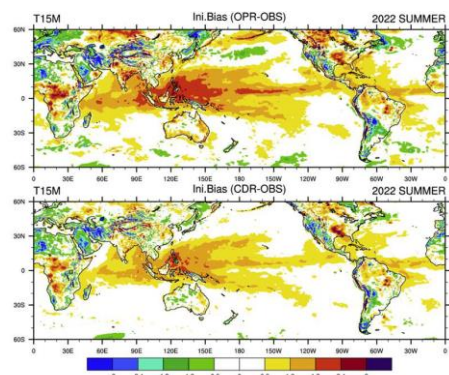 T15M Ini.Bias (OPR-OBS) 2022 SUMMER
60N
30N
0
30S
60S
0 30E 60E 90E 120E 150E 180 150W 120W 90W 60W 30W 0
T15M Ini.Bias (CDR-OBS) 2022 SUMMER
60N
30N
0
30S
60S
0 30E 60E 90E 120E 150E 180 150W 120W 90W 60W 30W 0